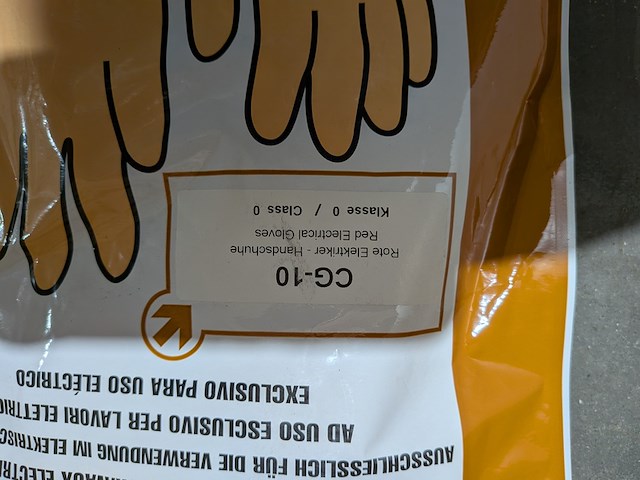 CG-10
Rote Elektriker - Handschuhe
Red Electrical Gloves
Klasse 0 / Class 0
AUSSCHLIESSLICH FÜR DIE VERWENDUNG IM ELEKTRISC
AD USO ESCLUSIVO PER LAVORI ELETTRIC
EXCLUSIVO PARA USO ELÉCTRICO